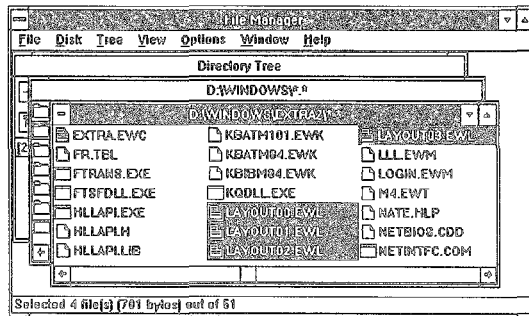 File Manager
File Disk Tree View Options Window Help
Directory Tree
D:\WINDOWS\*.*
D:\WINDOWS\EXTRA2\*.*
EXTRA.EWC KBATM101.EWK LAYOUT03.EWL
FR.TBL KBATM84.EWK LLL.EWM
FTRANS.EXE KBIBM84.EWK LOGIN.EWM
FTSFDLL.EXE KQDLL.EXE M4.EWT
HLLAPI.EXE LAYOUT00.EWL NATE.HLP
HLLAPI.H LAYOUT01.EWL NETBIOS.CDD
HLLAPI.LIB LAYOUT02.EWL NETINTFC.COM
Selected 4 file(s) (701 bytes) out of 61